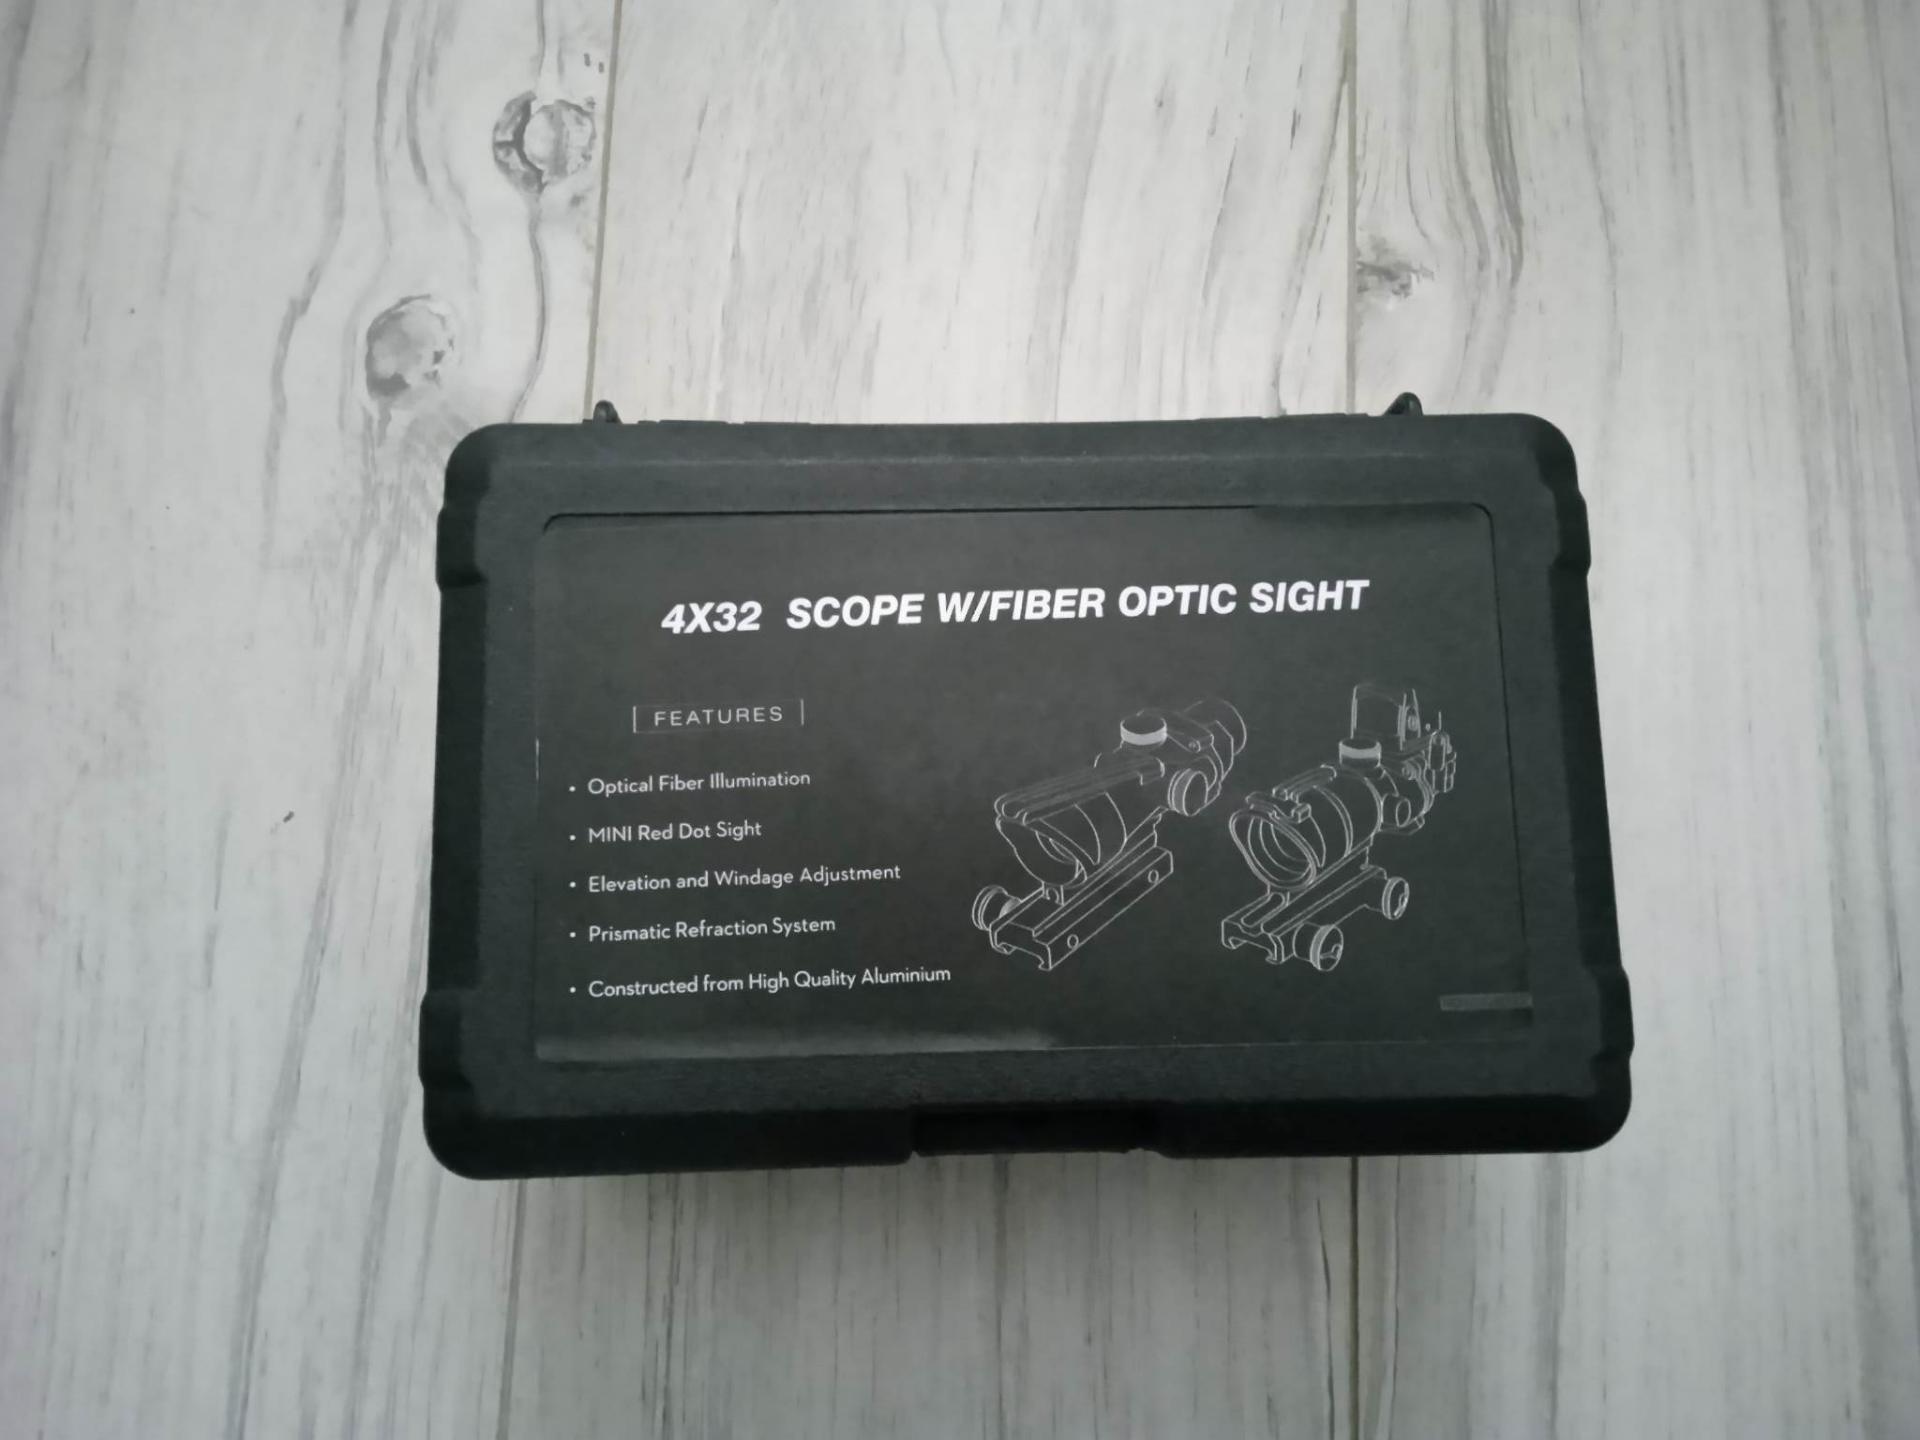 4X32 SCOPE W/FIBER OPTIC SIGHT
FEATURES
• Optical Fiber Illumination
• MINI Red Dot Sight
• Elevation and Windage Adjustment
• Prismatic Refraction System
• Constructed from High Quality Aluminium